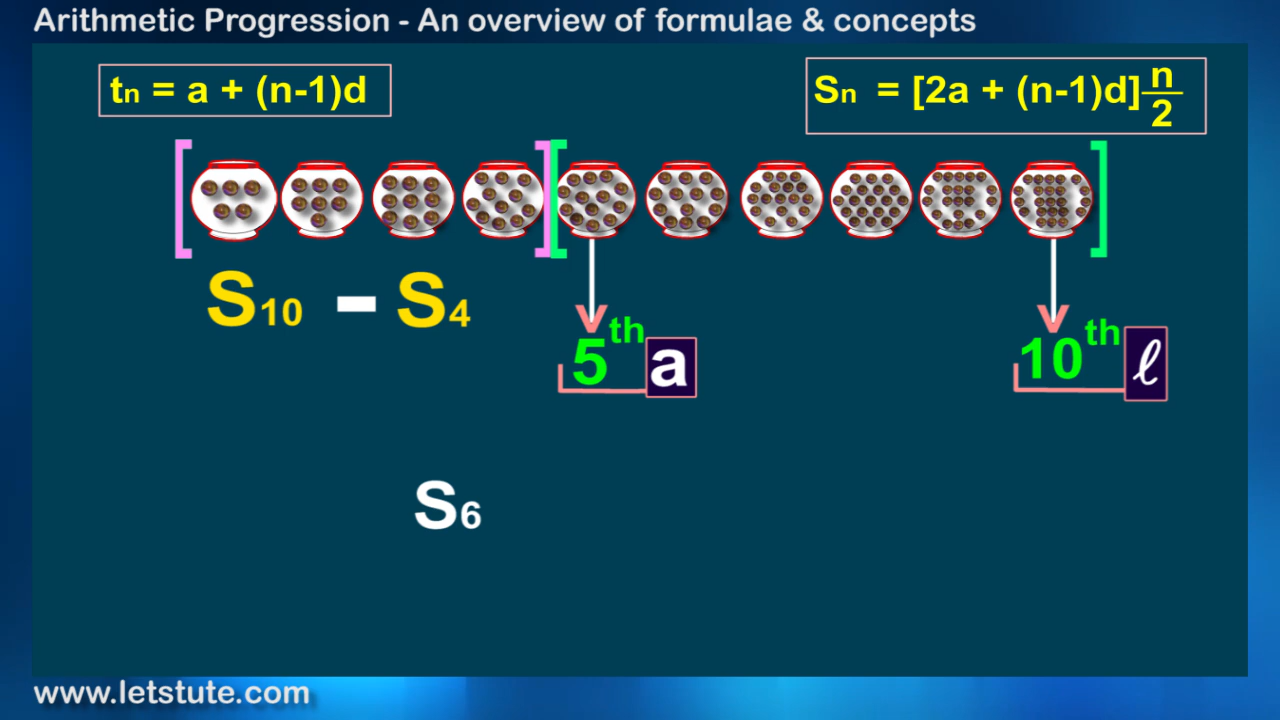 Arithmetic Progression - An overview of formulae & concepts
tn = a + (n-1)d
Sn = [2a + (n-1)d] n/2
[ ] [ ]
S10 - S4
5th a
10th ℓ
S6
www.letstute.com